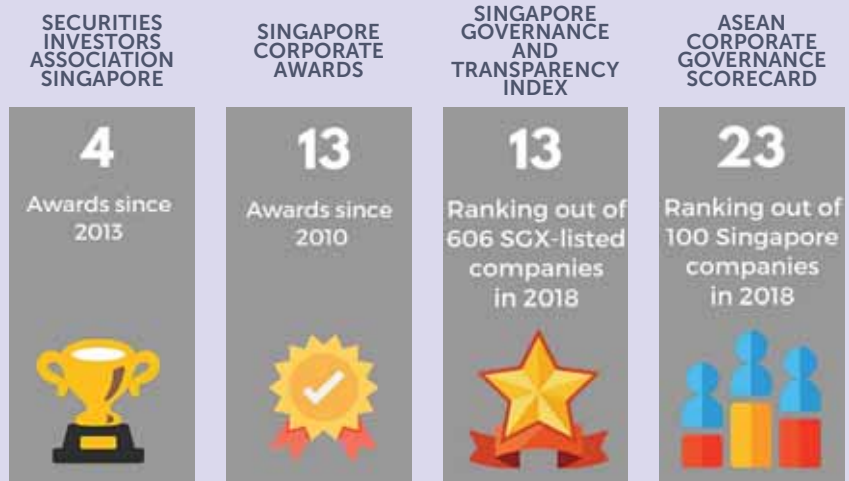 SECURITIES
INVESTORS
ASSOCIATION
SINGAPORE
4
Awards since
2013
SINGAPORE
CORPORATE
AWARDS
13
Awards since
2010
SINGAPORE
GOVERNANCE
AND
TRANSPARENCY
INDEX
13
Ranking out of
606 SGX-listed
companies
in 2018
ASEAN
CORPORATE
GOVERNANCE
SCORECARD
23
Ranking out of
100 Singapore
companies
in 2018